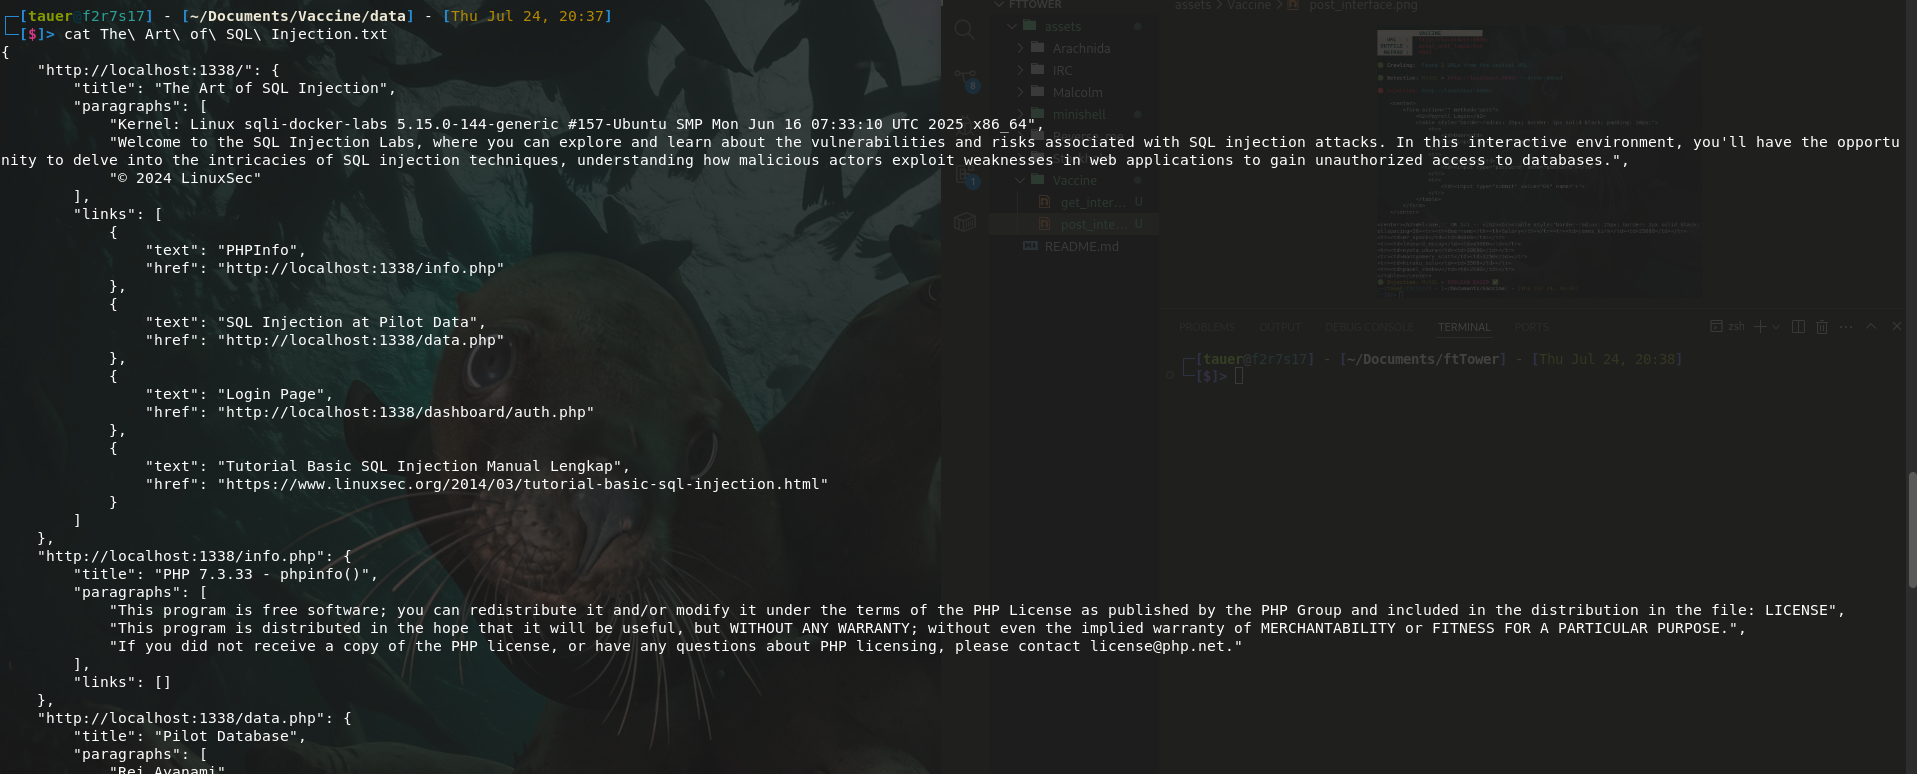 ┌─[tauer@f2r7s17] - [~/Documents/Vaccine/data] - [Thu Jul 24, 20:37]
└─[$]> cat The\ Art\ of\ SQL\ Injection.txt
{
    "http://localhost:1338/": {
        "title": "The Art of SQL Injection",
        "paragraphs": [
            "Kernel: Linux sqli-docker-labs 5.15.0-144-generic #157-Ubuntu SMP Mon Jun 16 07:33:10 UTC 2025 x86_64",
            "Welcome to the SQL Injection Labs, where you can explore and learn about the vulnerabilities and risks associated with SQL injection attacks. In this interactive environment, you'll have the opportu
nity to delve into the intricacies of SQL injection techniques, understanding how malicious actors exploit weaknesses in web applications to gain unauthorized access to databases.",
            "© 2024 LinuxSec"
        ],
        "links": [
            {
                "text": "PHPInfo",
                "href": "http://localhost:1338/info.php"
            },
            {
                "text": "SQL Injection at Pilot Data",
                "href": "http://localhost:1338/data.php"
            },
            {
                "text": "Login Page",
                "href": "http://localhost:1338/dashboard/auth.php"
            },
            {
                "text": "Tutorial Basic SQL Injection Manual Lengkap",
                "href": "https://www.linuxsec.org/2014/03/tutorial-basic-sql-injection.html"
            }
        ]
    },
    "http://localhost:1338/info.php": {
        "title": "PHP 7.3.33 - phpinfo()",
        "paragraphs": [
            "This program is free software; you can redistribute it and/or modify it under the terms of the PHP License as published by the PHP Group and included in the distribution in the file: LICENSE",
            "This program is distributed in the hope that it will be useful, but WITHOUT ANY WARRANTY; without even the implied warranty of MERCHANTABILITY or FITNESS FOR A PARTICULAR PURPOSE.",
            "If you did not receive a copy of the PHP license, or have any questions about PHP licensing, please contact license@php.net."
        ],
        "links": []
    },
    "http://localhost:1338/data.php": {
        "title": "Pilot Database",
        "paragraphs": [
            "Rei Ayanami"
FTTOWER
assets
Arachnida
IRC
Malcolm
minishell
Vaccine
get_inter... U
post_inte... U
README.md
8
1
assets > Vaccine > post_interface.png
PROBLEMS OUTPUT DEBUG CONSOLE TERMINAL PORTS
zsh
┌─[tauer@f2r7s17] - [~/Documents/ftTower] - [Thu Jul 24, 20:38]
└─[$]>